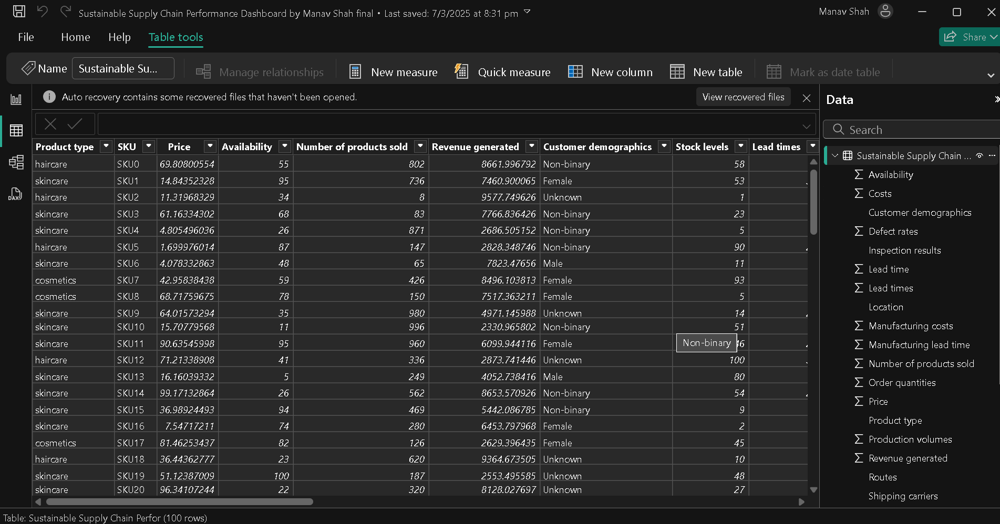 Sustainable Supply Chain Performance Dashboard by Manav Shah final • Last saved: 7/3/2025 at 8:31 pm
Manav Shah
File Home Help Table tools
Share
Name Sustainable Su... Manage relationships New measure Quick measure New column New table Mark as date table
Auto recovery contains some recovered files that haven't been opened. View recovered files
Product type SKU Price Availability Number of products sold Revenue generated Customer demographics Stock levels Lead times
haircare SKU0 69.80800554 55 802 8661.996792 Non-binary 58
skincare SKU1 14.84352328 95 736 7460.900065 Female 53
haircare SKU2 11.31968329 34 8 9577.749626 Unknown 1
skincare SKU3 61.16334302 68 83 7766.836426 Non-binary 23
skincare SKU4 4.805496036 26 871 2686.505152 Non-binary 5
haircare SKU5 1.699976014 87 147 2828.348746 Non-binary 90
skincare SKU6 4.078332863 48 65 7823.47656 Male 11
cosmetics SKU7 42.95838438 59 426 8496.103813 Female 93
cosmetics SKU8 68.71759675 78 150 7517.363211 Female 5
skincare SKU9 64.01573294 35 980 4971.145988 Unknown 14
skincare SKU10 15.70779568 11 996 2330.965802 Non-binary 51
skincare SKU11 90.63545998 95 960 6099.944116 Female 46
Non-binary
haircare SKU12 71.21338908 41 336 2873.741446 Unknown 100
skincare SKU13 16.16039332 5 249 4052.738416 Male 80
skincare SKU14 99.17132864 26 562 8653.570926 Non-binary 54
skincare SKU15 36.98924493 94 469 5442.086785 Non-binary 9
skincare SKU16 7.54717211 74 280 6453.797968 Female 2
cosmetics SKU17 81.46253437 82 126 2629.396435 Female 45
haircare SKU18 36.44362777 23 620 9364.673505 Unknown 10
skincare SKU19 51.12387009 100 187 2553.495585 Unknown 48
skincare SKU20 96.34107244 22 320 8128.027697 Unknown 27
Table: Sustainable Supply Chain Perfor (100 rows)
DAX
Data
Search
Sustainable Supply Chain ...
Availability
Costs
Customer demographics
Defect rates
Inspection results
Lead time
Lead times
Location
Manufacturing costs
Manufacturing lead time
Number of products sold
Order quantities
Price
Product type
Production volumes
Revenue generated
Routes
Shipping carriers